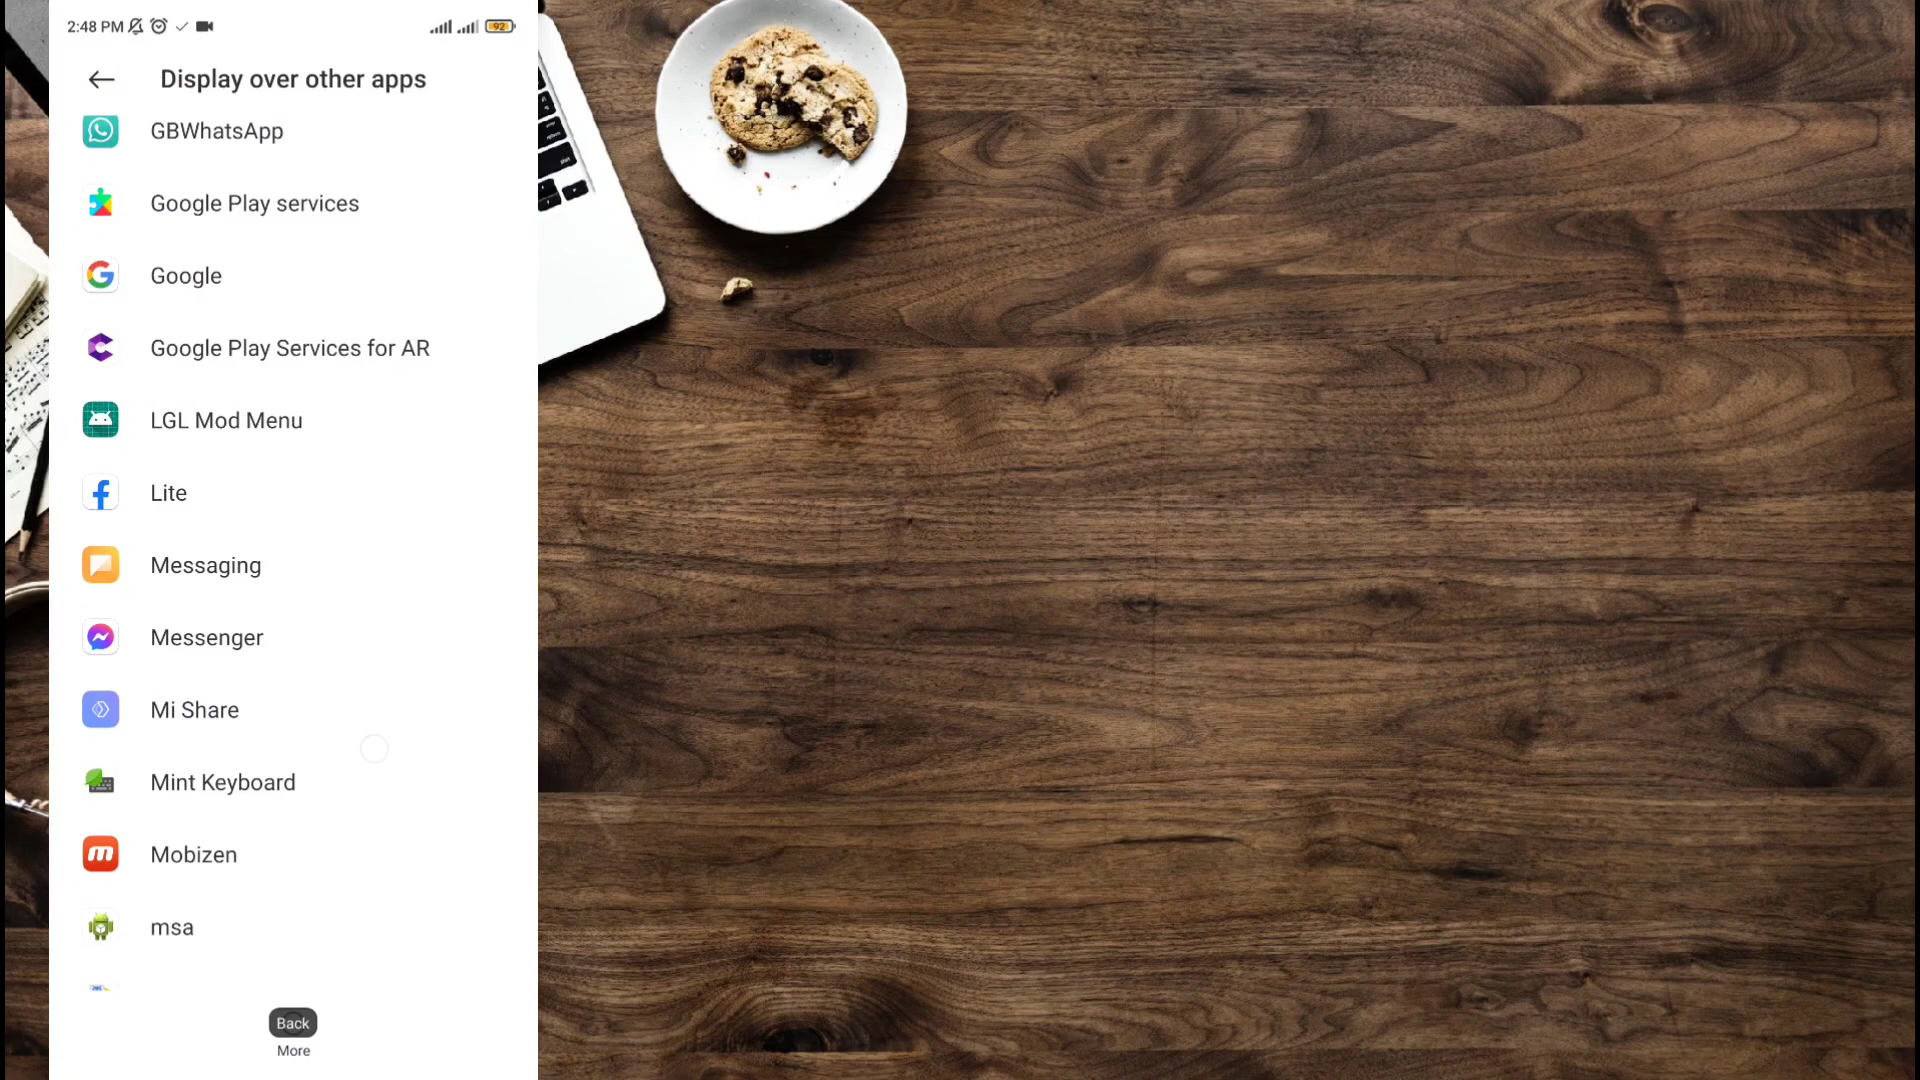 2:48 PM
92
Display over other apps
GBWhatsApp
Google Play services
Google
Google Play Services for AR
LGL Mod Menu
Lite
Messaging
Messenger
Mi Share
Mint Keyboard
Mobizen
msa
Back
More